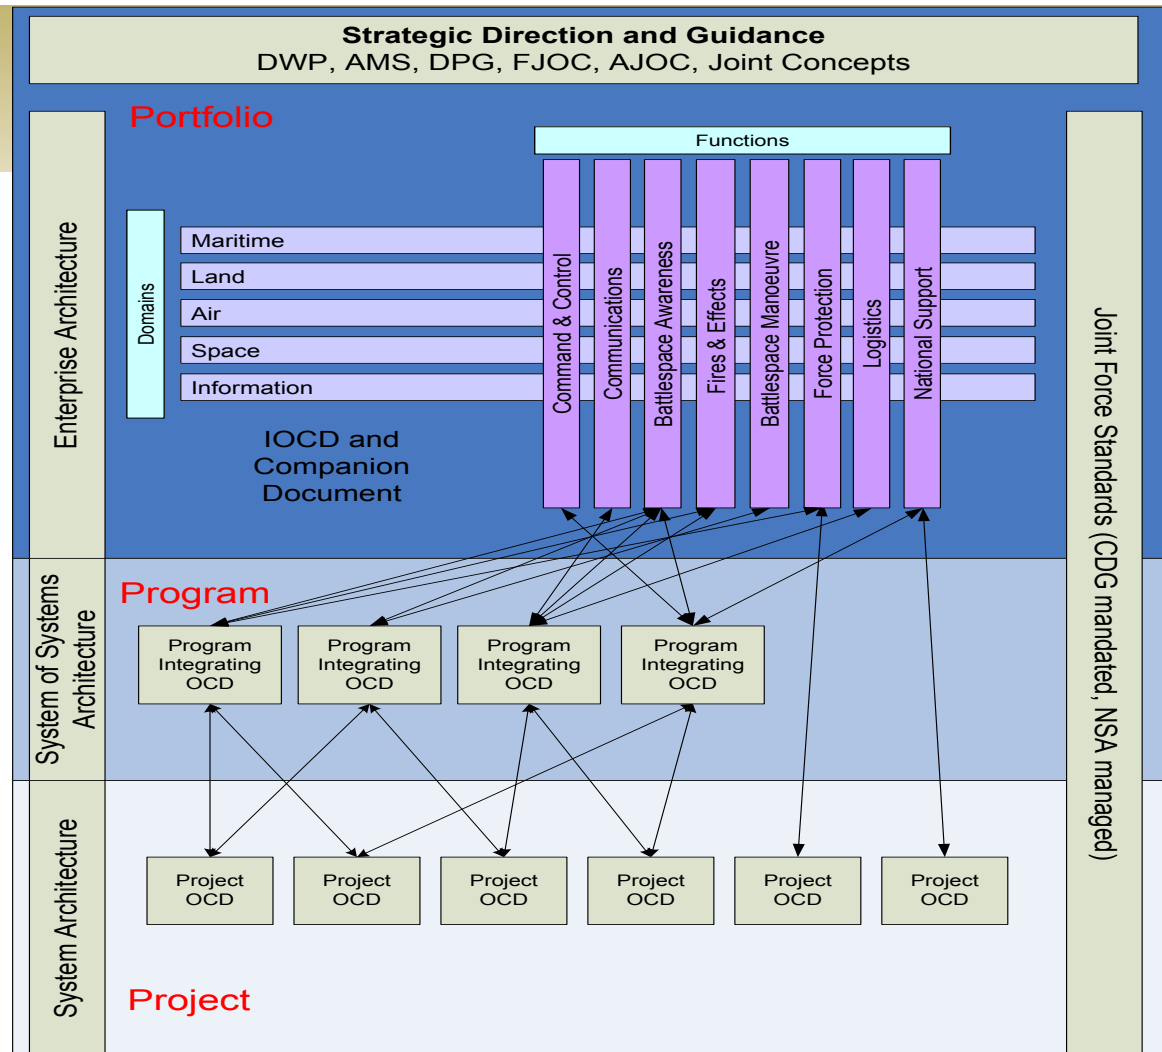 Strategic Direction and Guidance
DWP, AMS, DPG, FJOC, AJOC, Joint Concepts
Portfolio
Functions
Enterprise Architecture
Domains
Maritime
Land
Air
Space
Information
Command & Control
Communications
Battlespace Awareness
Fires & Effects
Battlespace Manoeuvre
Force Protection
Logistics
National Support
IOCD and
Companion
Document
Joint Force Standards (CDG mandated, NSA managed)
System of Systems
Architecture
Program
Program
Integrating
OCD
Program
Integrating
OCD
Program
Integrating
OCD
Program
Integrating
OCD
System Architecture
Project
OCD
Project
OCD
Project
OCD
Project
OCD
Project
OCD
Project
OCD
Project